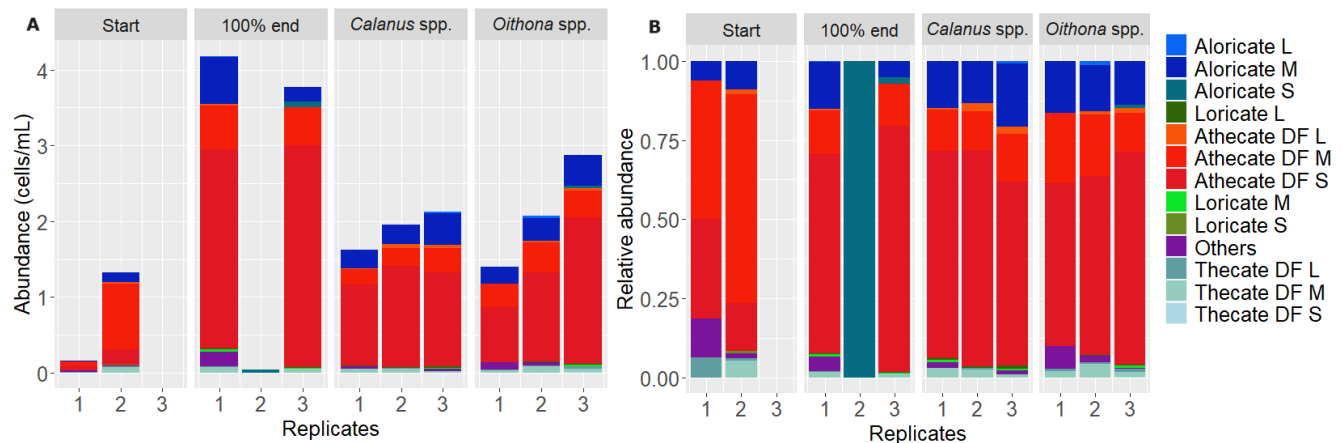 A
Start
100% end
Calanus spp.
Oithona spp.
Abundance (cells/mL)
4
3
2
1
0
1 2 3
1 2 3
1 2 3
1 2 3
Replicates
B
Start
100% end
Calanus spp.
Oithona spp.
Relative abundance
1.00
0.75
0.50
0.25
0.00
1 2 3
1 2 3
1 2 3
1 2 3
Replicates
Aloricate L
Aloricate M
Aloricate S
Loricate L
Athecate DF L
Athecate DF M
Athecate DF S
Loricate M
Loricate S
Others
Thecate DF L
Thecate DF M
Thecate DF S